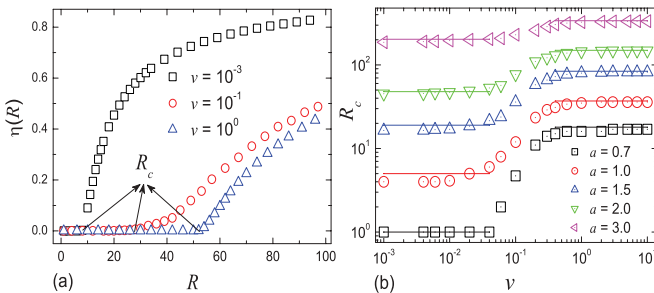 η(R)
0.8
0.6
0.4
0.2
0.0
0 20 40 60 80 100
R
(a)
v = 10⁻³
v = 10⁻¹
v = 10⁰
R_c
R_c
10²
10¹
10⁰
10⁻³ 10⁻² 10⁻¹ 10⁰ 10¹
v
(b)
a = 0.7
a = 1.0
a = 1.5
a = 2.0
a = 3.0